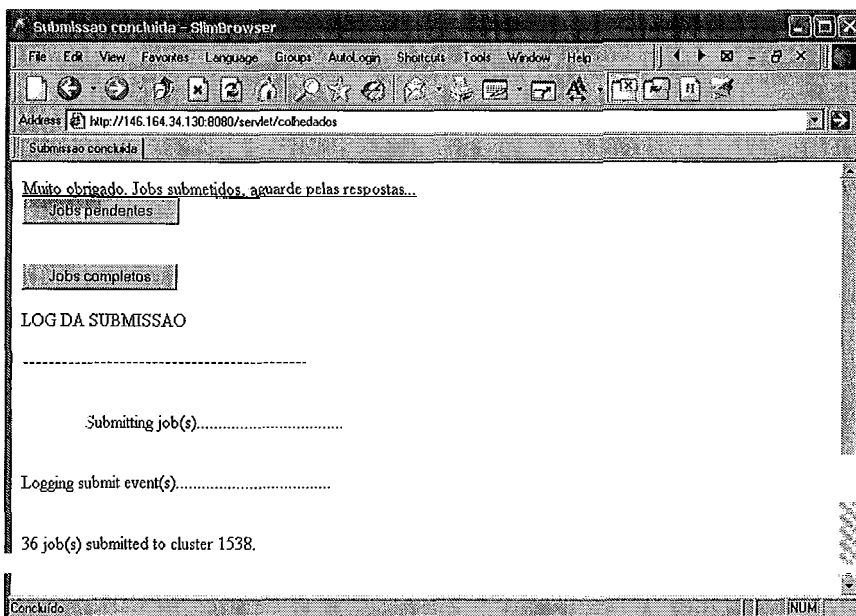 Submissao concluida - SlimBrowser
File Edit View Favorites Language Groups AutoLogin Shortcuts Tools Window Help
Address http://146.164.34.130:8080/servlet/colhedados
Submissao concluida
Muito obrigado. Jobs submetidos, aguarde pelas respostas...
Jobs pendentes
Jobs completos
LOG DA SUBMISSAO
--------------------------------------------
Submitting job(s)..................................
Logging submit event(s)....................................
36 job(s) submitted to cluster 1538.
Concluído NUM